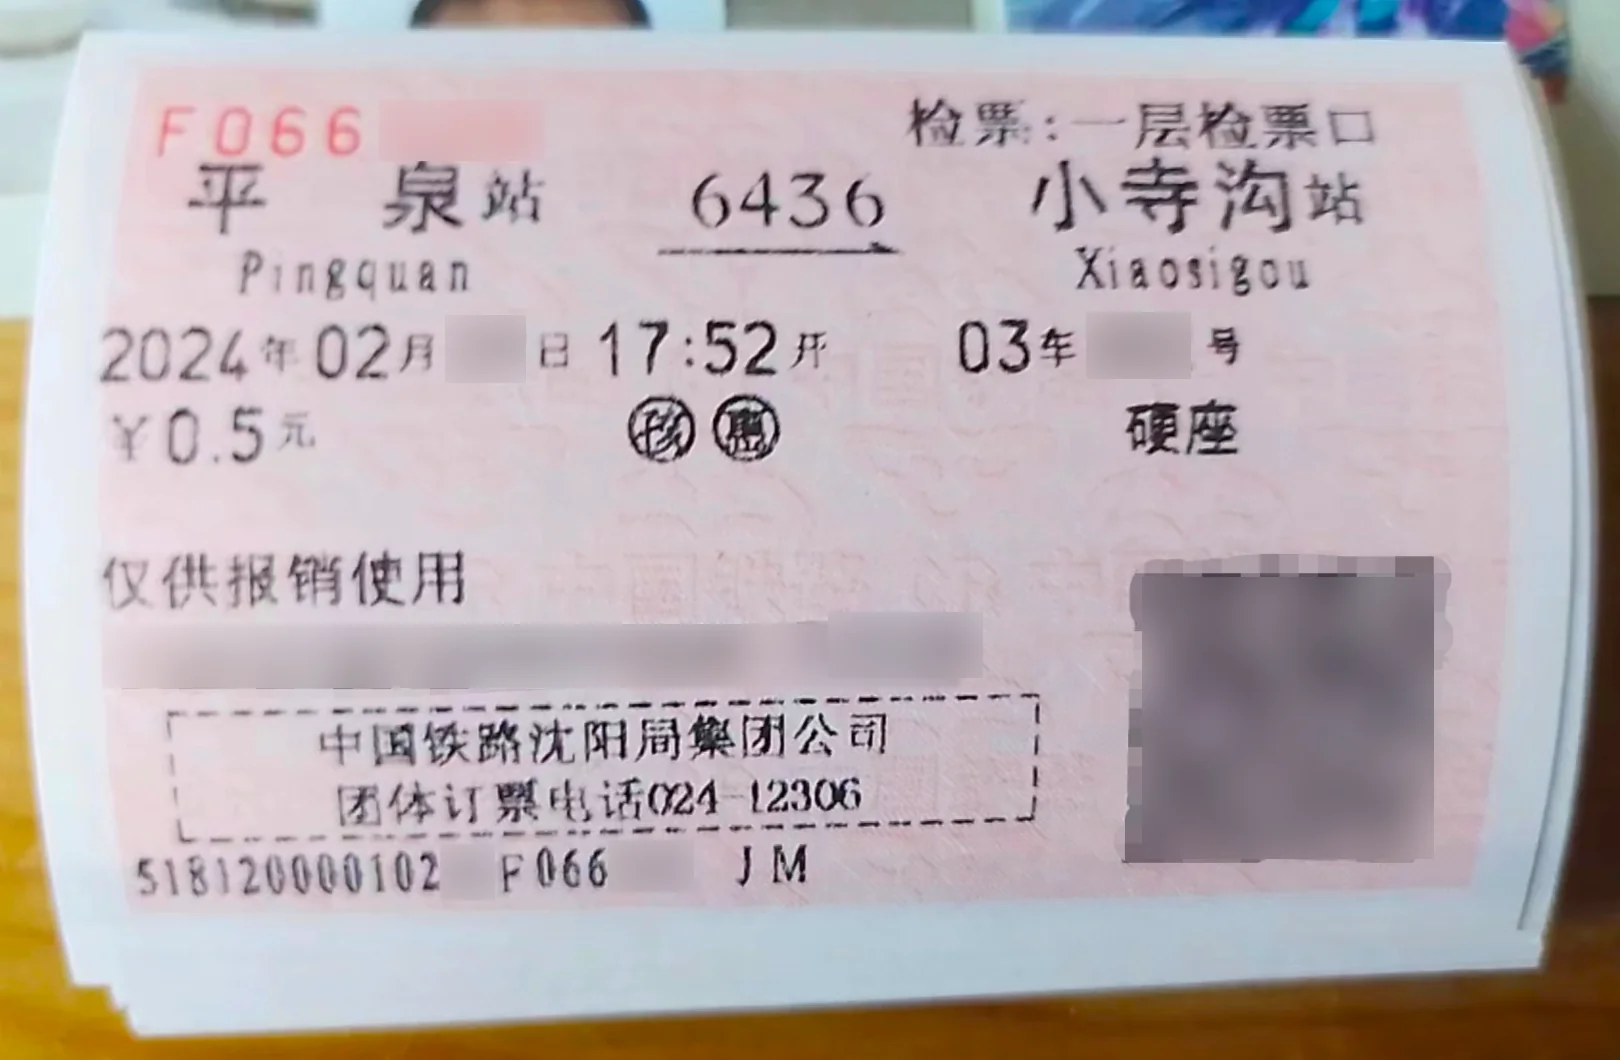 F066
检票:一层检票口
平 泉站 6436 小寺沟站
Pingquan Xiaosigou
2024年02月 日 17:52开 03车 号
¥0.5元 惠 硬座
仅供报销使用
中国铁路沈阳局集团公司
团体订票电话024-12306
518120000102 F066 JM